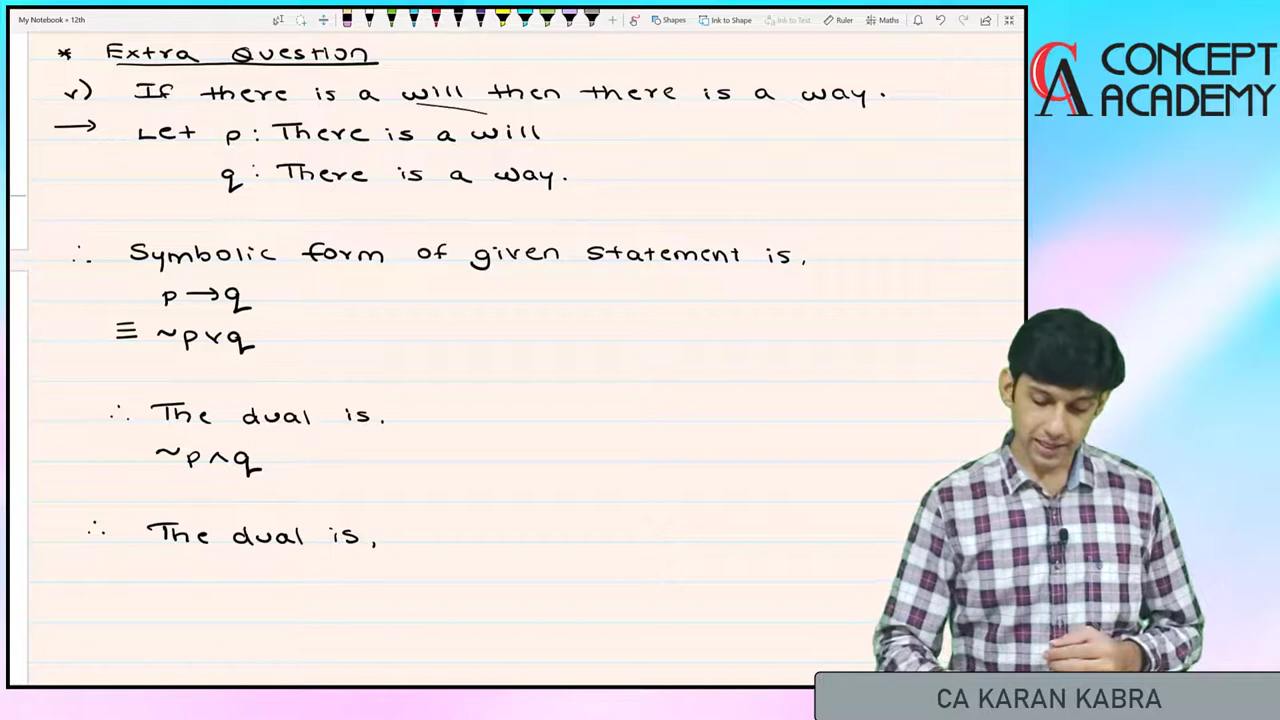 My Notebook » 12th
Shapes
Ink to Shape
Ink to Text
Ruler
Maths
* Extra Question
v) If there is a will then there is a way.
→ Let p : There is a will
q : There is a way.
∴ Symbolic form of given statement is,
p → q
≡ ~p ∨ q
∴ The dual is.
~p ∧ q
∴ The dual is,
CONCEPT
ACADEMY
CA
CA KARAN KABRA